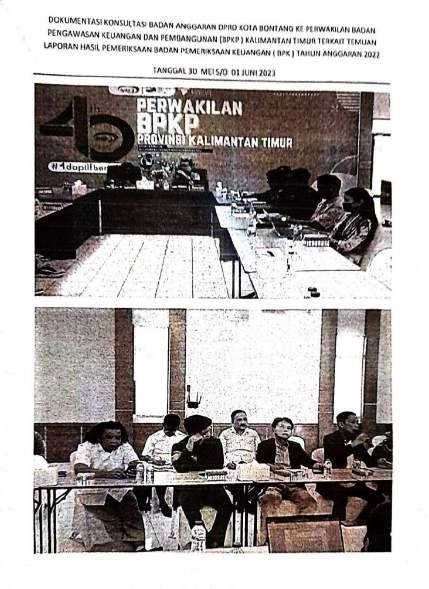 DOKUMENTASI KONSULTASI BADAN ANGGARAN DPRD KOTA BONTANG KE PERWAKILAN BADAN
PENGAWASAN KEUANGAN DAN PEMBANGUNAN (BPKP) KALIMANTAN TIMUR TERKAIT TEMUAN
LAPORAN HASIL PEMERIKSAAN BADAN PEMERIKSAAN KEUANGAN ( BPK ) TAHUN ANGGARAN 2022
TANGGAL 30 MEI S/D 01 JUNI 2023
40
PERWAKILAN
BPKP
PROVINSI KALIMANTAN TIMUR